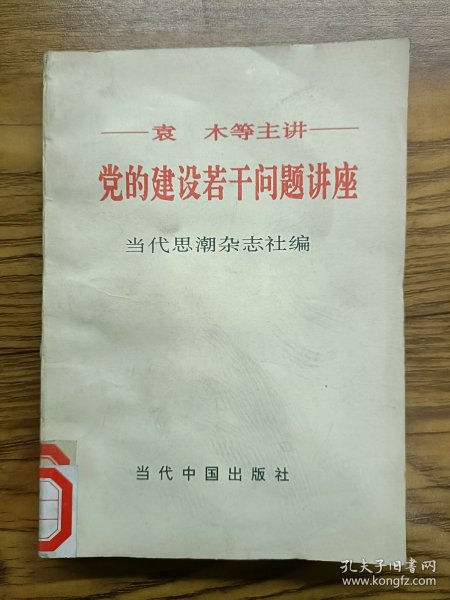 ——袁 木等主讲——
党的建设若干问题讲座
当代思潮杂志社编
当代中国出版社
孔夫子旧书网
www.kongfz.com